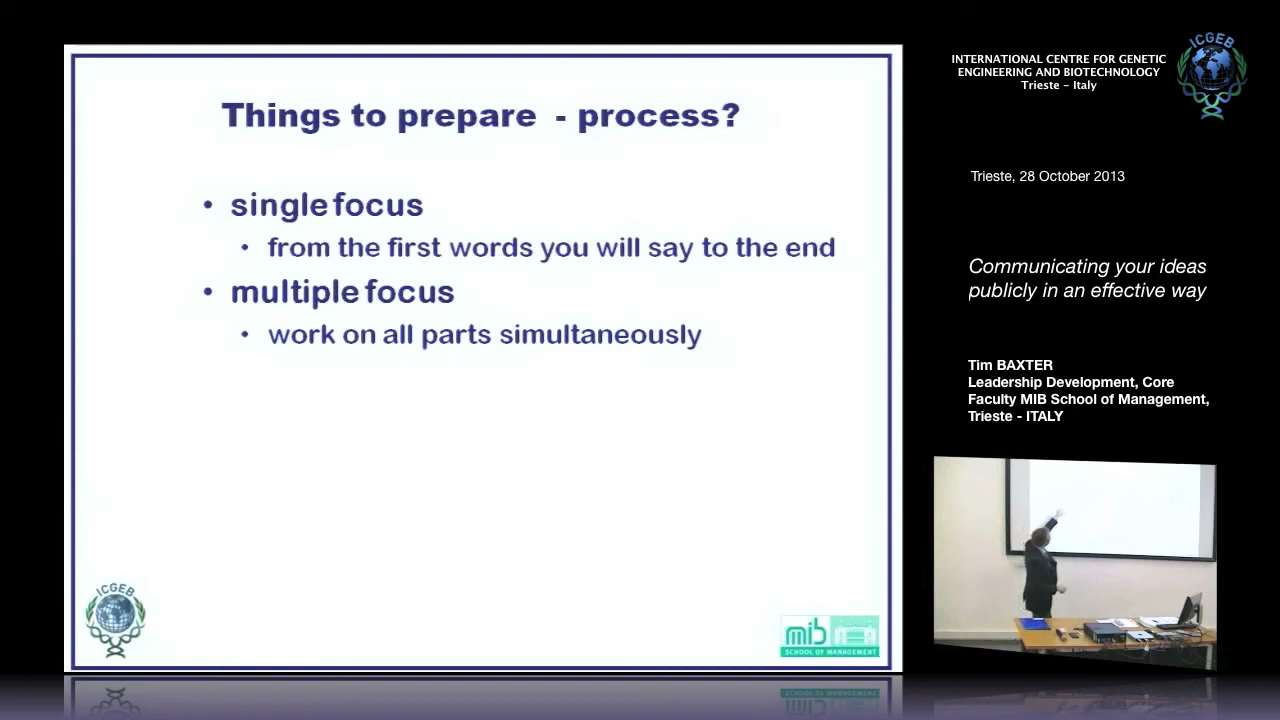 Things to prepare - process?
• single focus
• from the first words you will say to the end
• multiple focus
• work on all parts simultaneously
ICGEB
mib
SCHOOL OF MANAGEMENT
INTERNATIONAL CENTRE FOR GENETIC
ENGINEERING AND BIOTECHNOLOGY
Trieste - Italy
ICGEB
Trieste, 28 October 2013
Communicating your ideas
publicly in an effective way
Tim BAXTER
Leadership Development, Core
Faculty MIB School of Management,
Trieste - ITALY